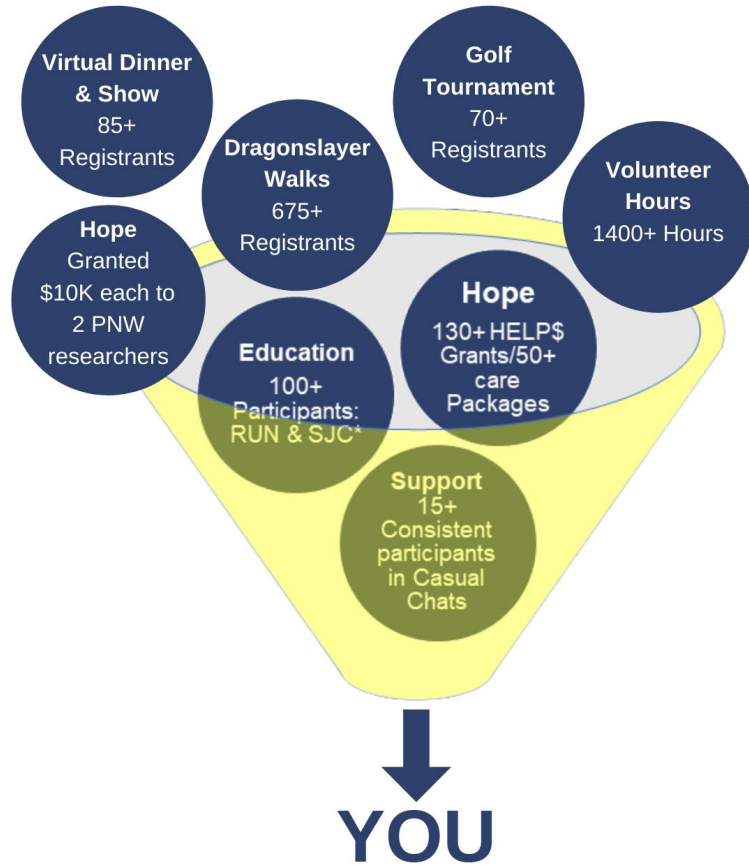 Virtual Dinner
& Show
85+
Registrants
Golf
Tournament
70+
Registrants
Dragonslayer
Walks
675+
Registrants
Volunteer
Hours
1400+ Hours
Hope
Granted
$10K each to
2 PNW
researchers
Hope
130+ HELP$
Grants/50+
care
Packages
Education
100+
Participants:
RUN & SJC*
Support
15+
Consistent
participants
in Casual
Chats
YOU